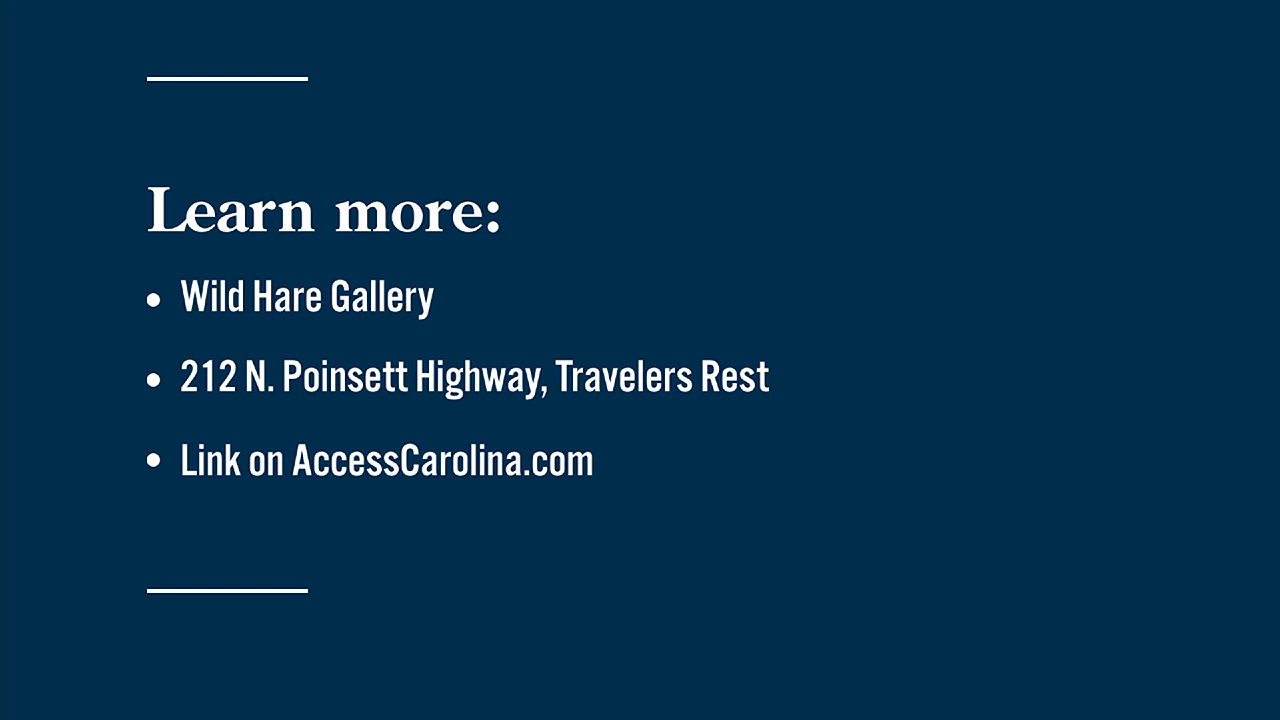 Learn more:
• Wild Hare Gallery
• 212 N. Poinsett Highway, Travelers Rest
• Link on AccessCarolina.com